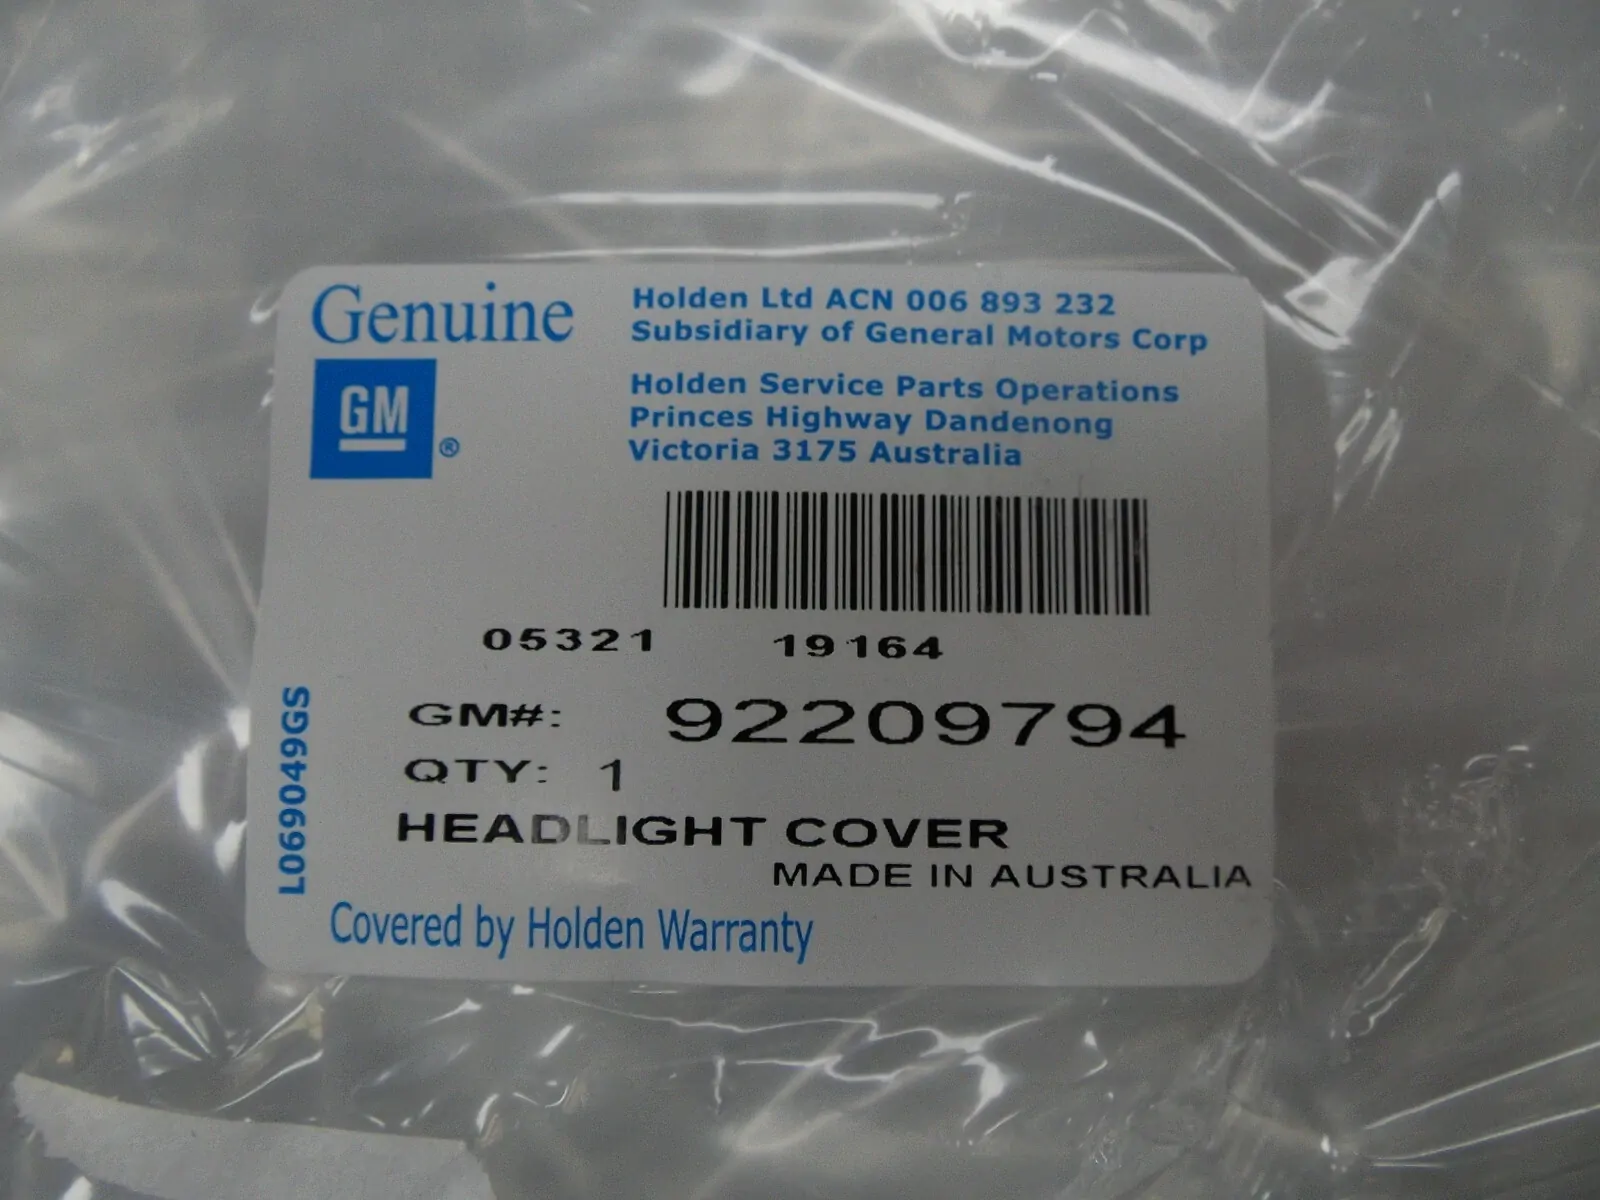 Genuine
GM®
Holden Ltd ACN 006 893 232
Subsidiary of General Motors Corp
Holden Service Parts Operations
Princes Highway Dandenong
Victoria 3175 Australia
05321 19164
GM#: 92209794
QTY: 1
HEADLIGHT COVER
MADE IN AUSTRALIA
L069049GS
Covered by Holden Warranty